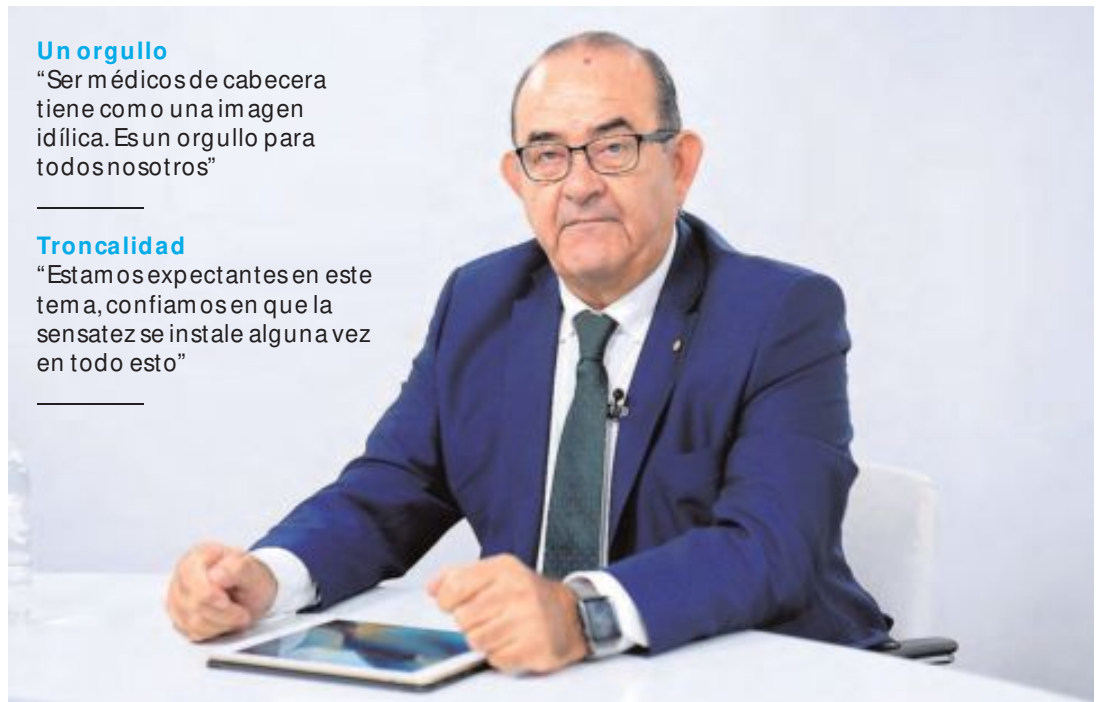 Un orgullo
“Ser médicos de cabecera
tiene como una imagen
idílica. Es un orgullo para
todos nosotros”
Troncalidad
“Estamos expectantes en este
tema, confiamos en que la
sensatez se instale alguna vez
en todo esto”